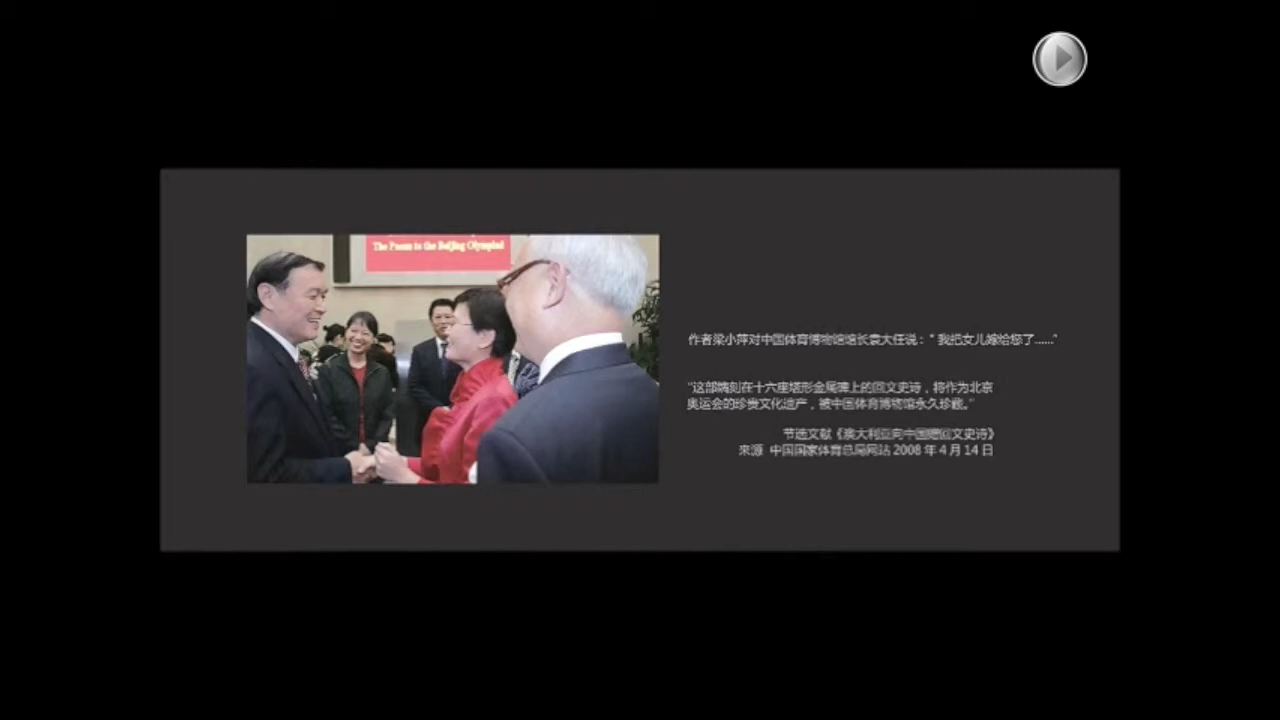 The Poem to the Beijing Olympiad
作者梁小萍对中国体育博物馆馆长袁大任说：“ 我把女儿嫁给您了......”
“这部镌刻在十六座塔形金属碑上的回文史诗，将作为北京
奥运会的珍贵文化遗产，被中国体育博物馆永久珍藏。”
节选文献《澳大利亚向中国赠回文史诗》
来源 中国国家体育总局网站 2008 年 4 月 14 日